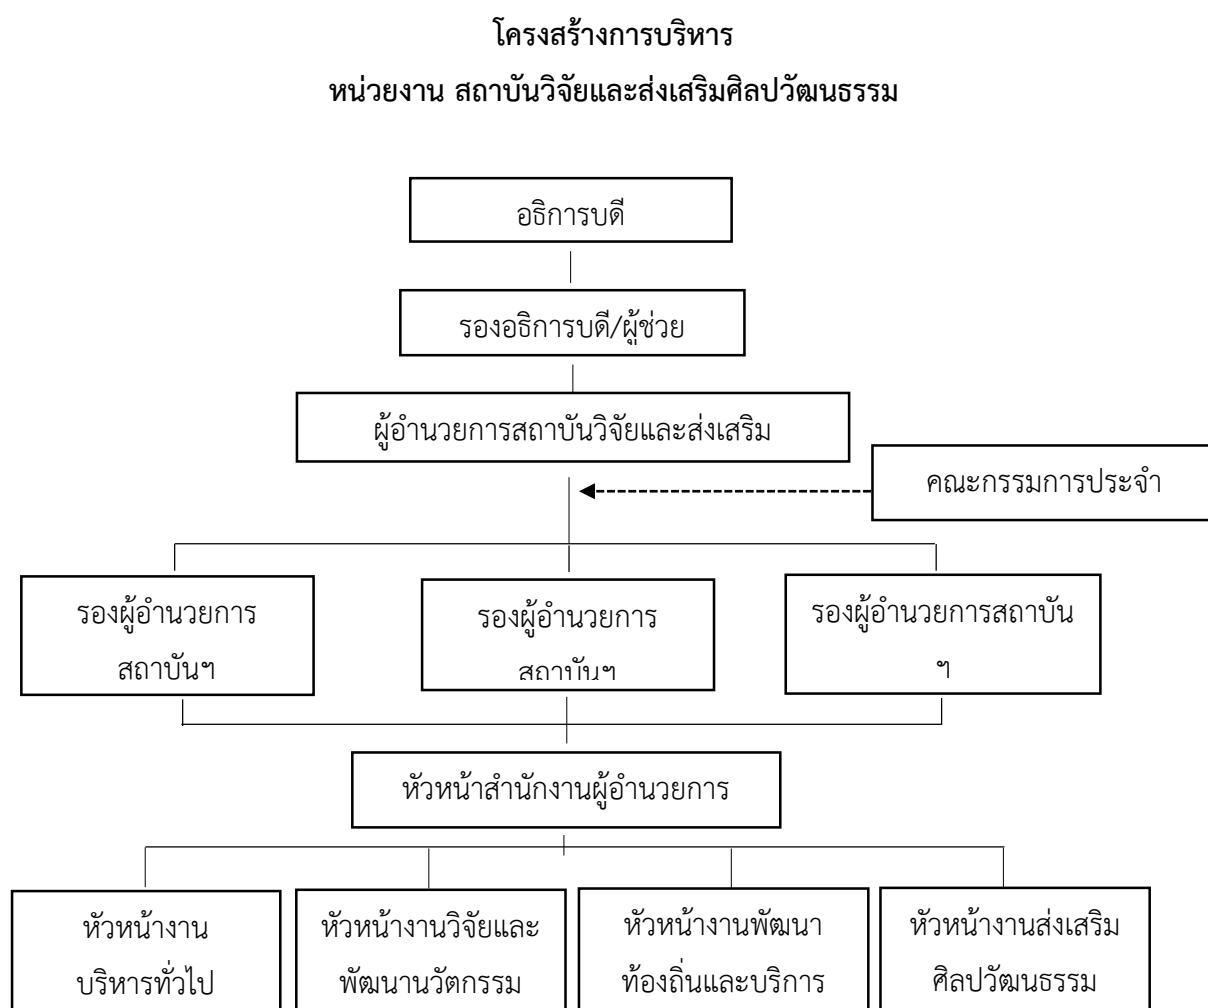 โครงสร้างการบริหาร
หน่วยงาน สถาบันวิจัยและส่งเสริมศิลปวัฒนธรรม
อธิการบดี
รองอธิการบดี/ผู้ช่วย
ผู้อำนวยการสถาบันวิจัยและส่งเสริม
คณะกรรมการประจำ
รองผู้อำนวยการ
สถาบันฯ
รองผู้อำนวยการ
สถาบันฯ
รองผู้อำนวยการสถาบัน
ฯ
หัวหน้าสำนักงานผู้อำนวยการ
หัวหน้างาน
บริหารทั่วไป
หัวหน้างานวิจัยและ
พัฒนานวัตกรรม
หัวหน้างานพัฒนา
ท้องถิ่นและบริการ
หัวหน้างานส่งเสริม
ศิลปวัฒนธรรม